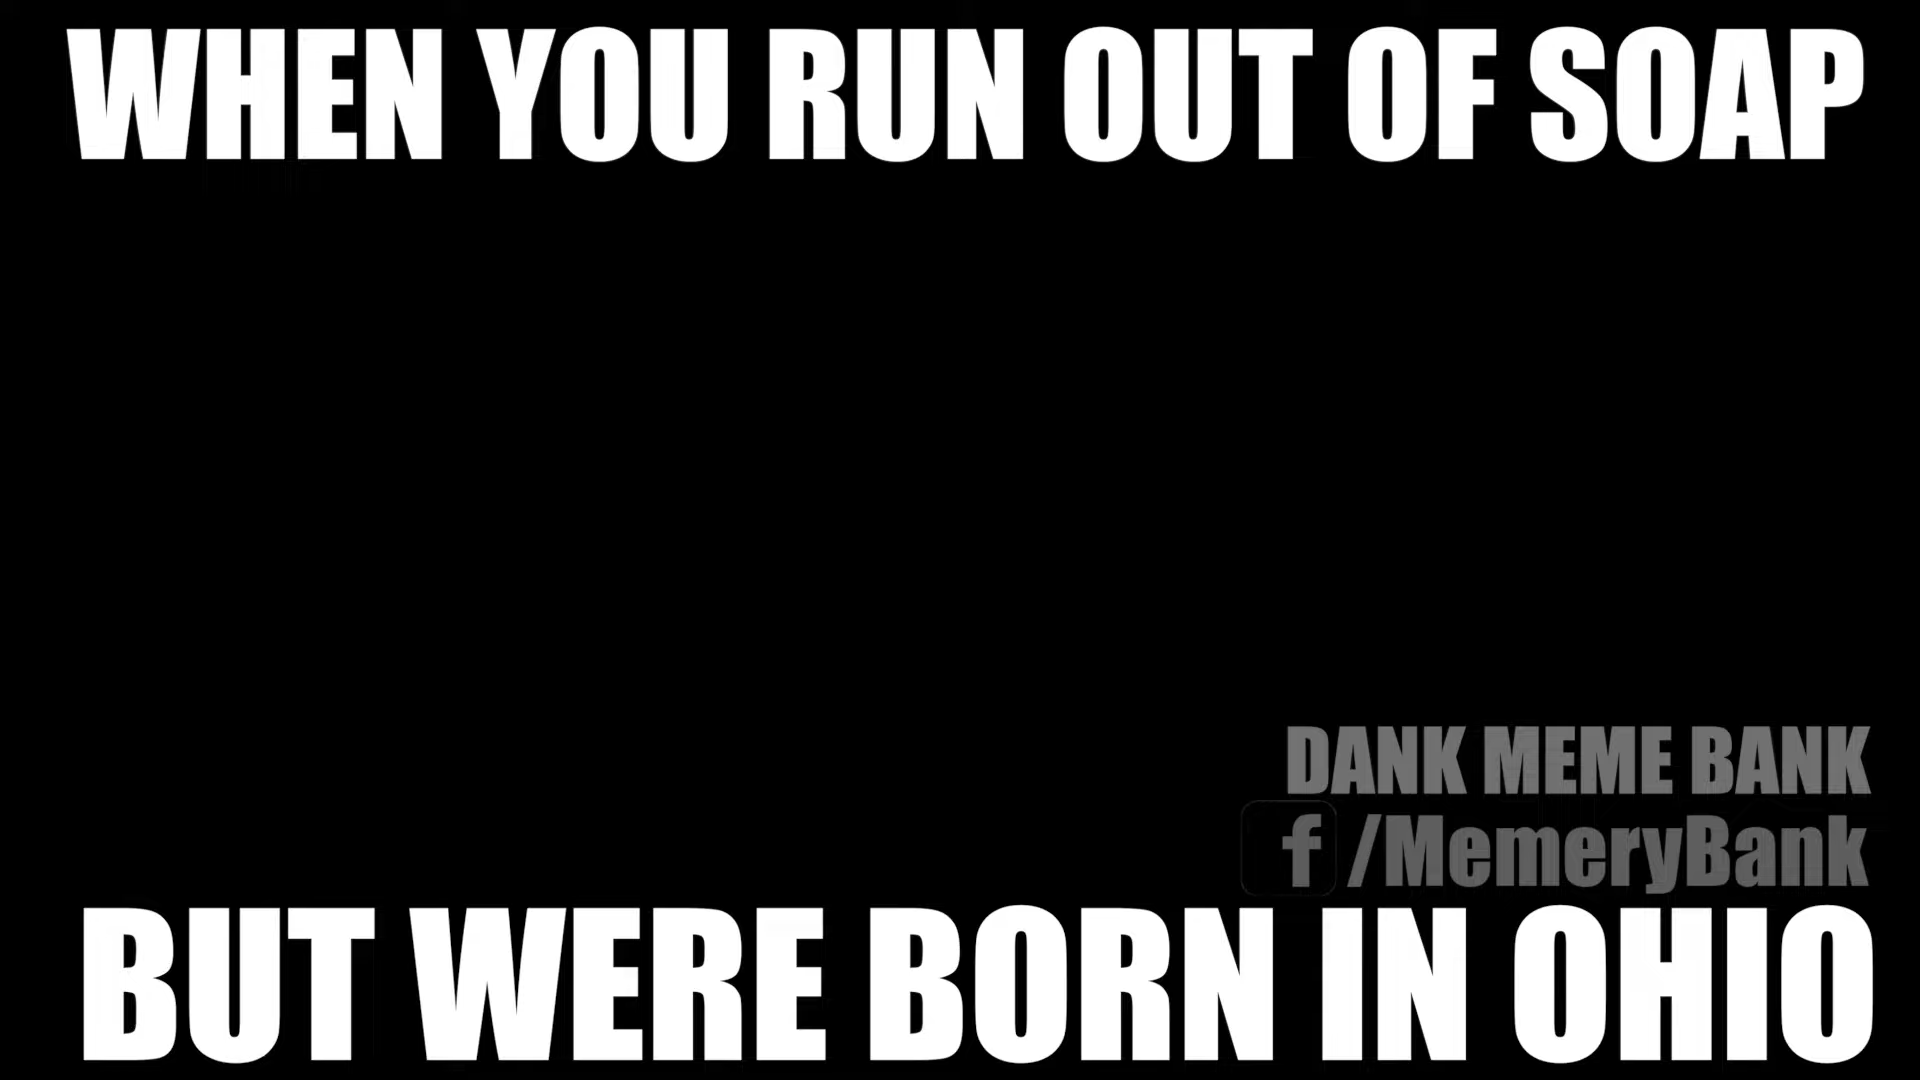 WHEN YOU RUN OUT OF SOAP
DANK MEME BANK
f /MemeryBank
BUT WERE BORN IN OHIO